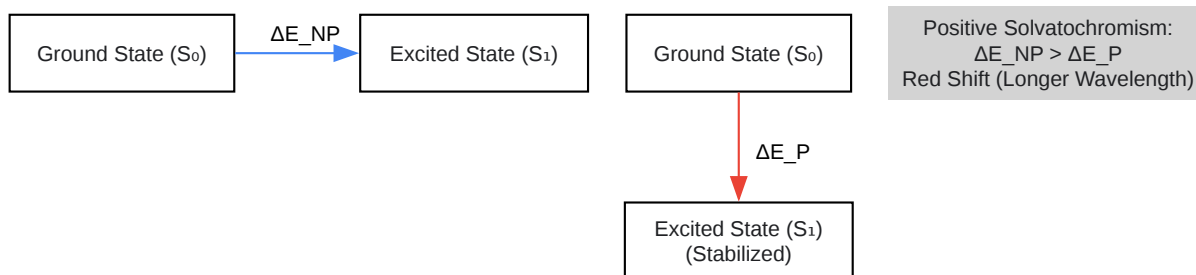 Ground State (S₀)
ΔE_NP
Excited State (S₁)
Ground State (S₀)
ΔE_P
Excited State (S₁)
(Stabilized)
Positive Solvatochromism:
ΔE_NP > ΔE_P
Red Shift (Longer Wavelength)